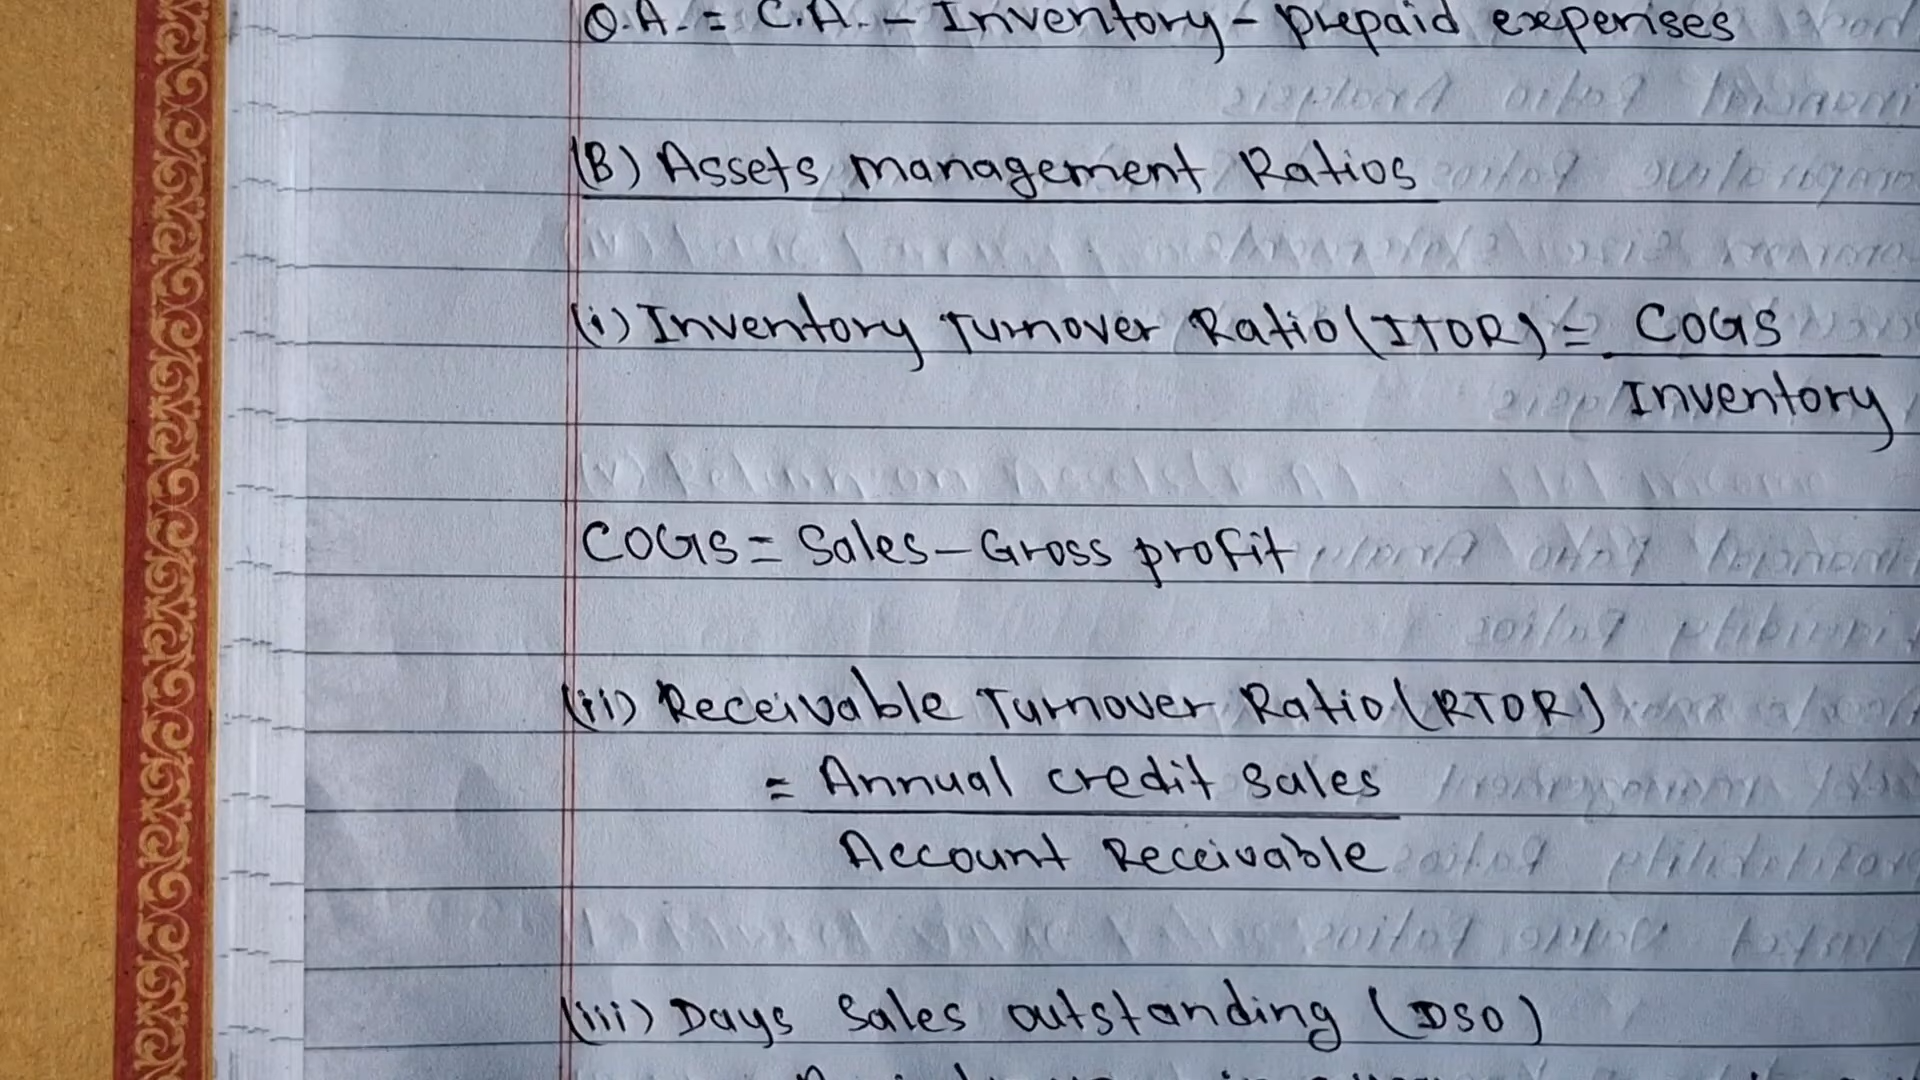 Q.A. = C.A. - Inventory - prepaid expenses
(B) Assets management Ratios
(i) Inventory Turnover Ratio (ITOR) = COGS
Inventory
COGS = Sales - Gross profit
(ii) Receivable Turnover Ratio (RTOR)
= Annual credit sales
Account Receivable
(iii) Days Sales outstanding (DSO)